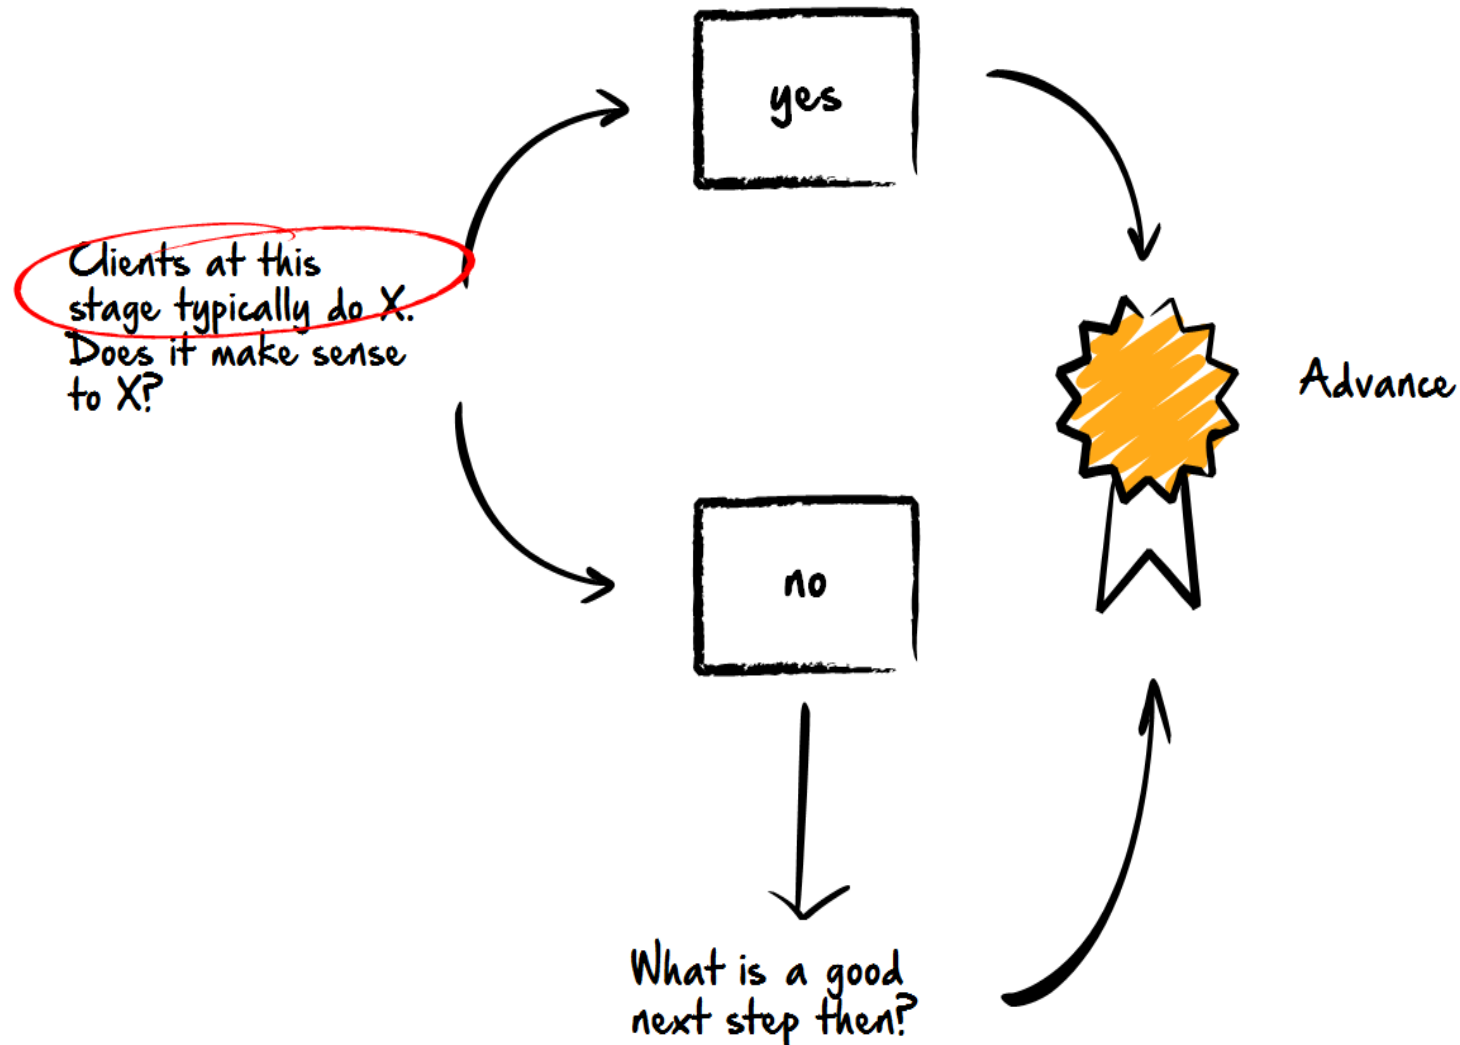 yes
Clients at this
stage typically do X.
Does it make sense
to X?
Advance
no
What is a good
next step then?